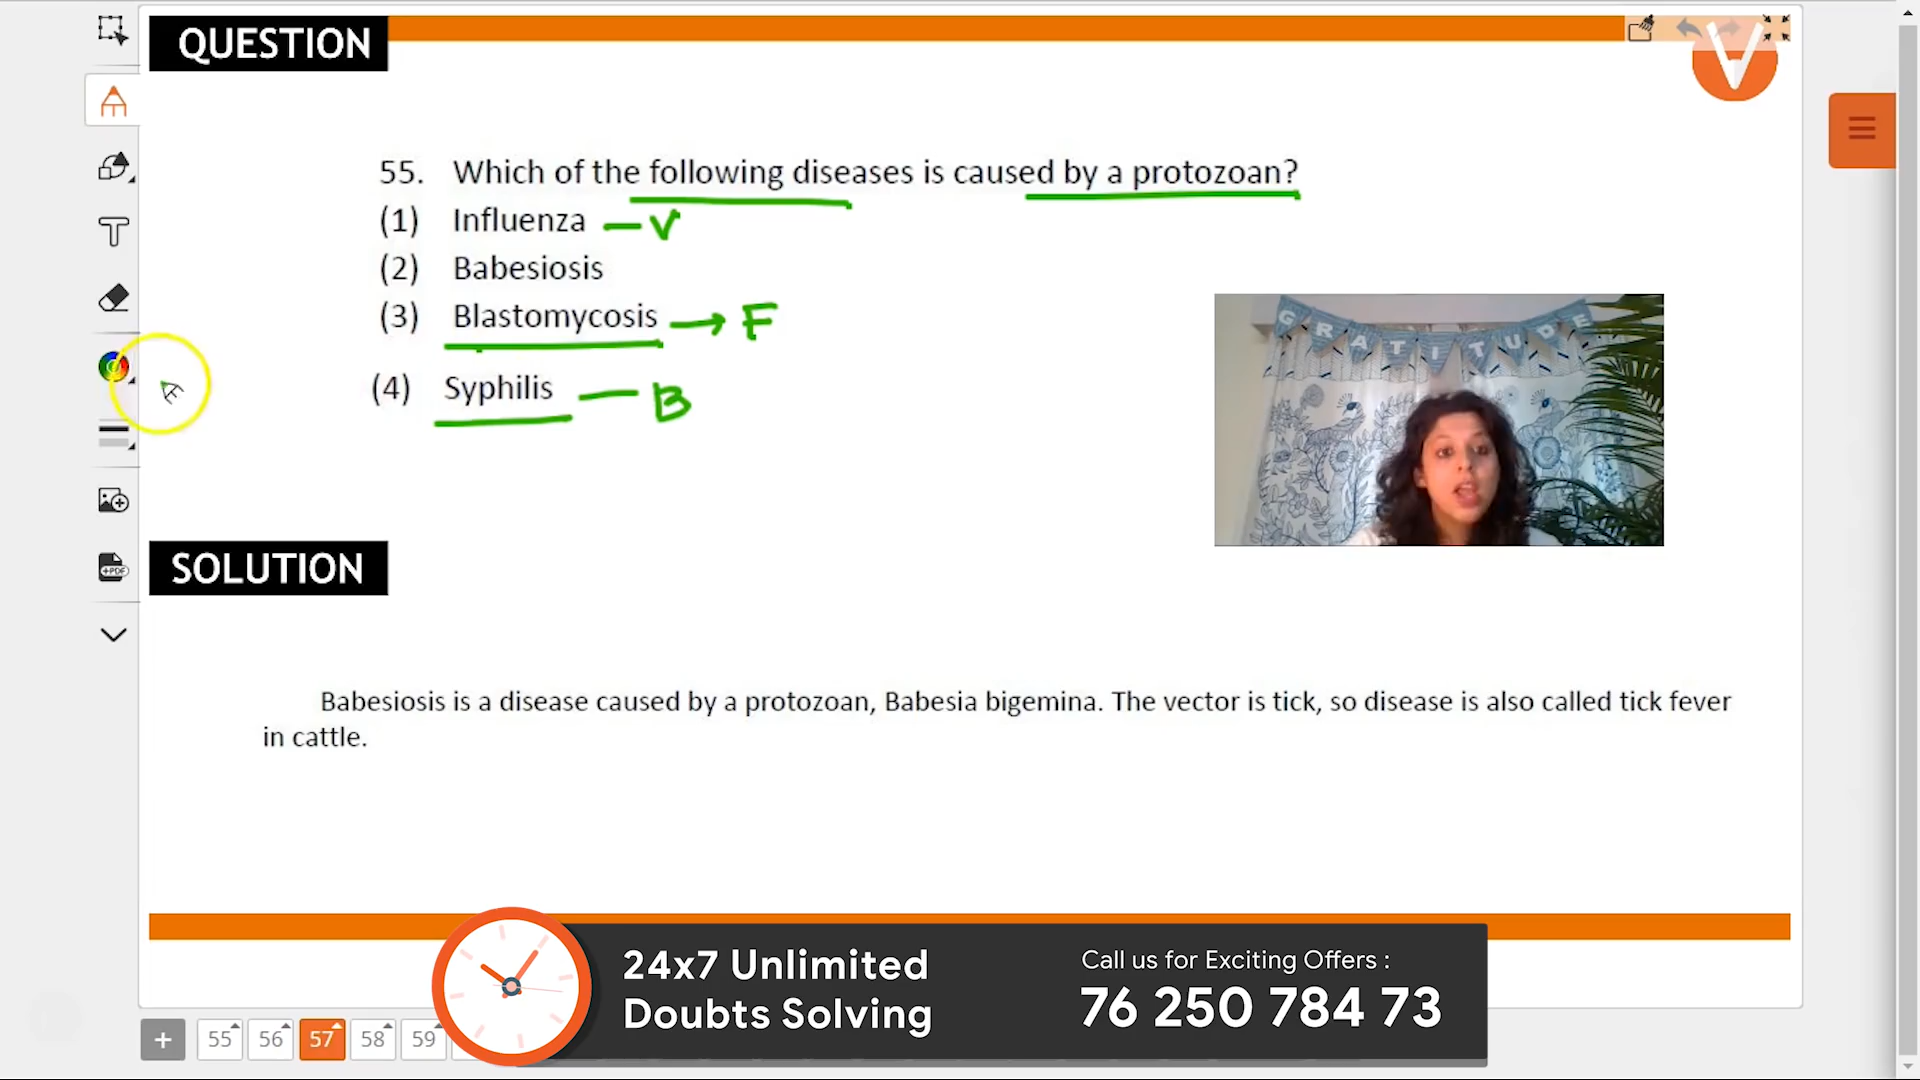 QUESTION
55. Which of the following diseases is caused by a protozoan?
(1) Influenza — V
(2) Babesiosis
(3) Blastomycosis → F
(4) Syphilis — B
GRATITUDE
SOLUTION
Babesiosis is a disease caused by a protozoan, Babesia bigemina. The vector is tick, so disease is also called tick fever
in cattle.
24x7 Unlimited
Doubts Solving
Call us for Exciting Offers :
76 250 784 73
+ 55 56 57 58 59
T
+PDF